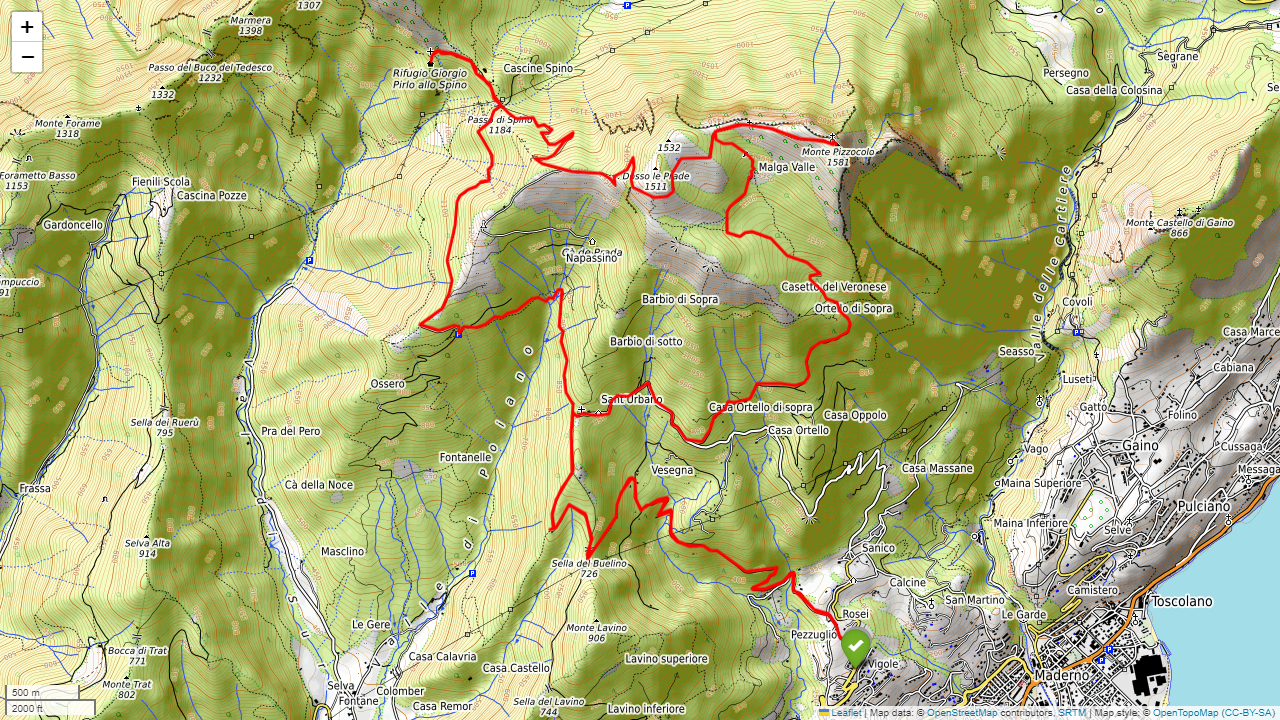 +
−
1307
Marmera
1398
Passo del Buco del Tedesco
1232
1332
Monte Forame
1318
Forametto Basso
1153
Fienili Scola
Cascina Pozze
Gardoncello
Rifugio Giorgio
Pirlo allo Spino
Cascine Spino
Passo di Spino
1184
1532
Dosso le Prade
1511
Monte Pizzocolo
1581
Malga Valle
Persegno
Segrane
Casa della Colosina
Valle delle Cartiere
Monte Castello di Gaino
866
Cà de Prada
Napassino
Barbio di Sopra
Casetto del Veronese
Ortello di Sopra
Barbio di sotto
Covoli
Casa Marce
Seasso
Cabiana
Luseti
Ossero
Sant'Urbano
Casa Ortello di sopra
Casa Oppolo
Gatto
Folino
Sella dei Ruerù
795
Pra del Pero
Casa Ortello
Gaino
Cussaga
Vago
Fontanelle
Vesegna
Casa Massane
Messaga
Cà della Noce
Frassa
Maina Superiore
Pulciano
Maina Inferiore
Selve
Selva Alta
914
Masclino
Sella del Buelino
726
Sanico
Calcine
Camistero
San Martino
Toscolano
Le Garde
Rosei
Le Gere
Monte Lavino
906
Pezzuglio
Bocca di Trat
771
Casa Calavria
Casa Castello
Lavino superiore
Vigole
Maderno
Monte Trat
802
Selva
Fontane
Colomber
Casa Remor
Sella del Lavino
744
Lavino inferiore
500 m
2000 ft
Leaflet | Map data: © OpenStreetMap contributors, SRTM | Map style: © OpenTopoMap (CC-BY-SA)